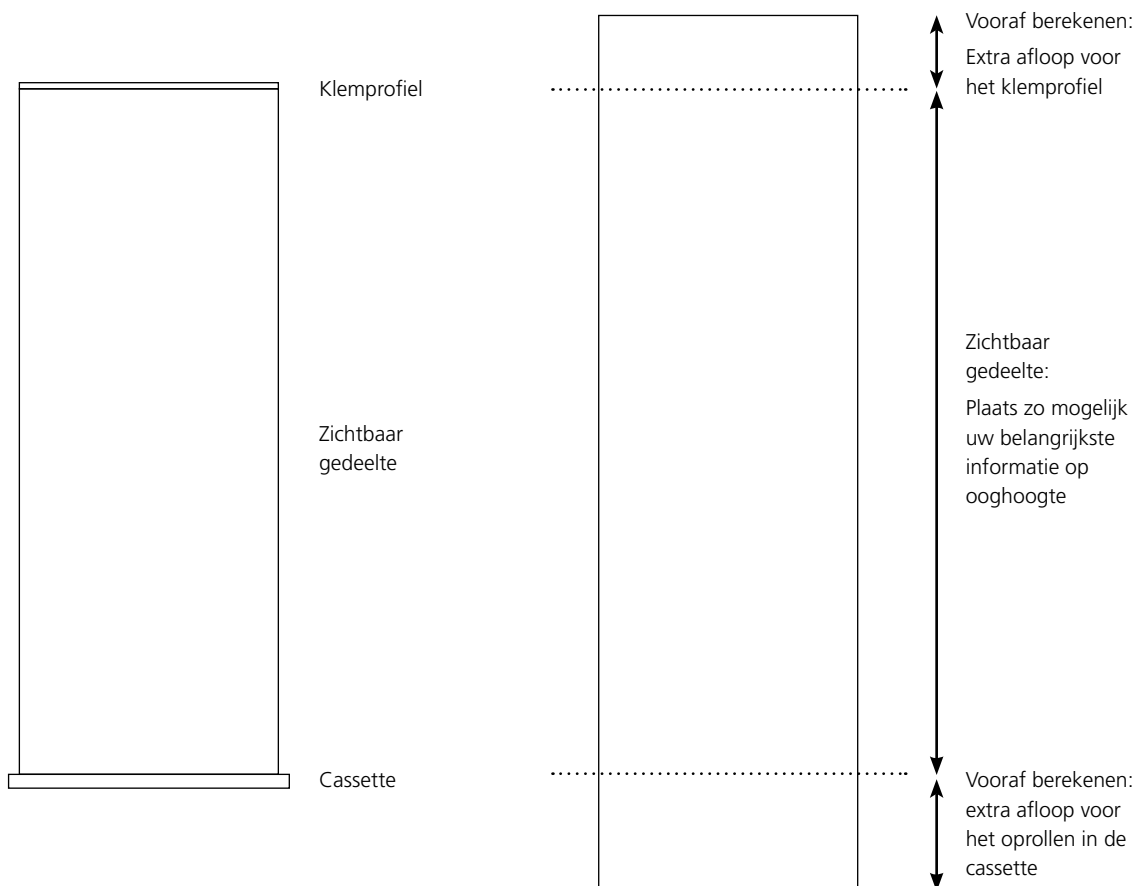 Klemprofiel
Zichtbaar
gedeelte
Cassette
Vooraf berekenen:
Extra afloop voor
het klemprofiel
Zichtbaar
gedeelte:
Plaats zo mogelijk
uw belangrijkste
informatie op
ooghoogte
Vooraf berekenen:
extra afloop voor
het oprollen in de
cassette